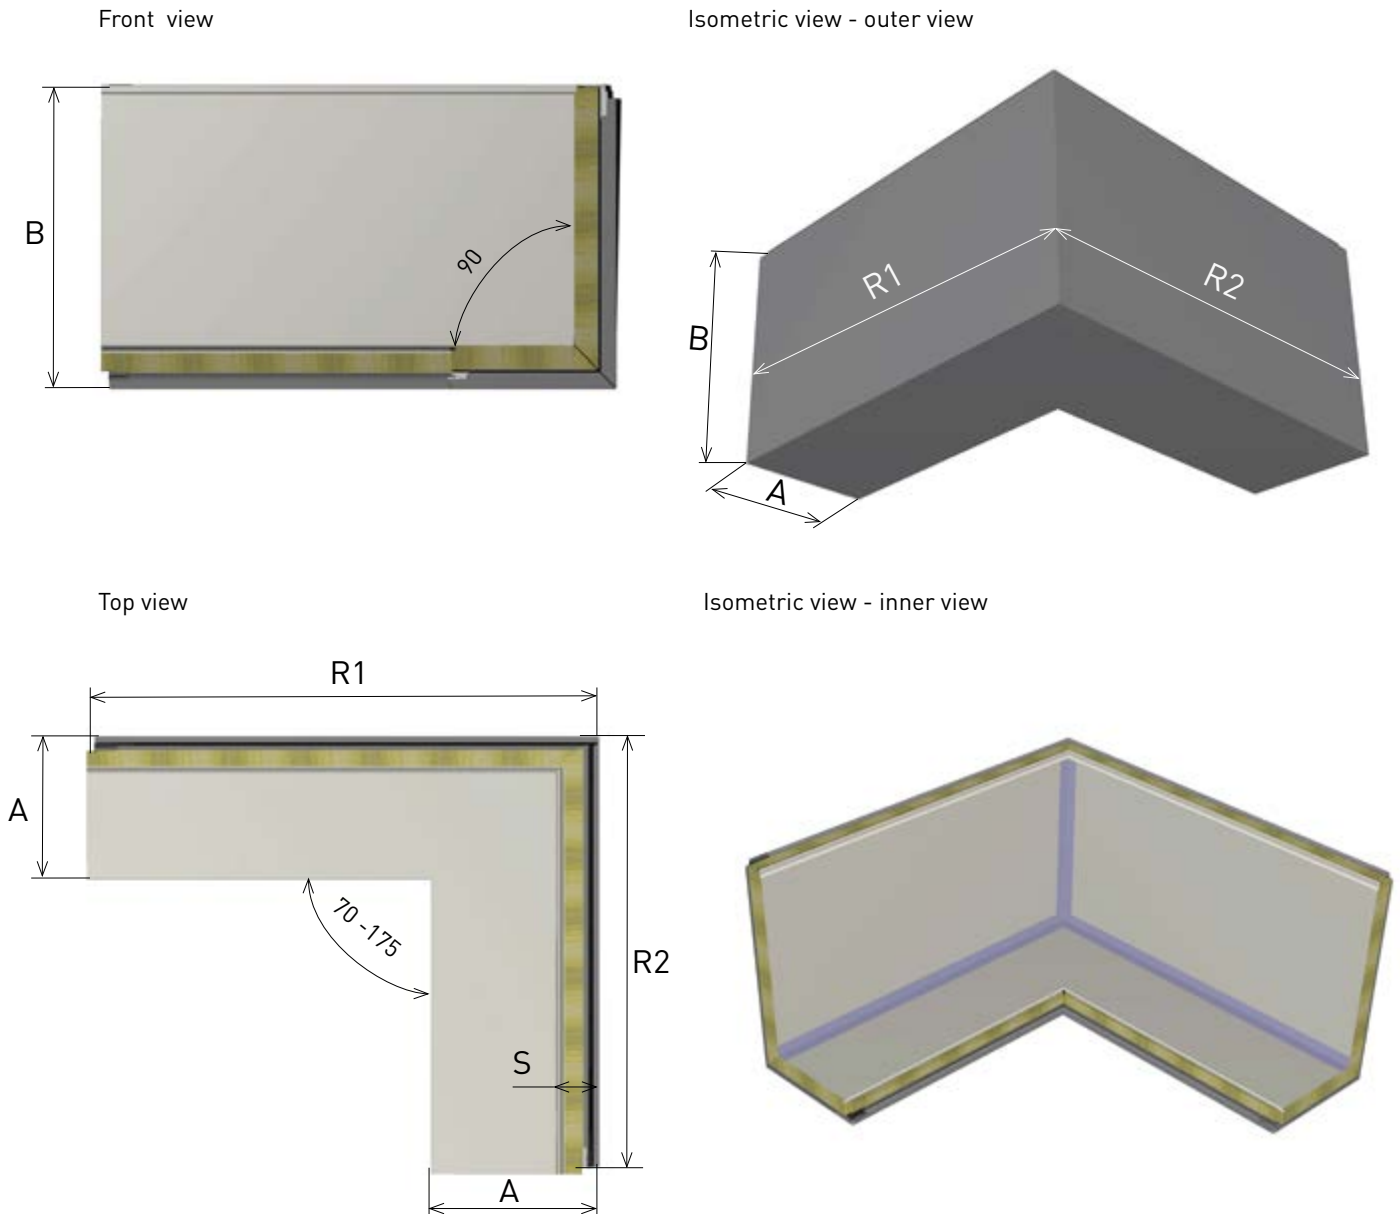 Front view
Isometric view - outer view
B
90
R1
R2
B
A
Top view
Isometric view - inner view
R1
A
70 -175
R2
S
A